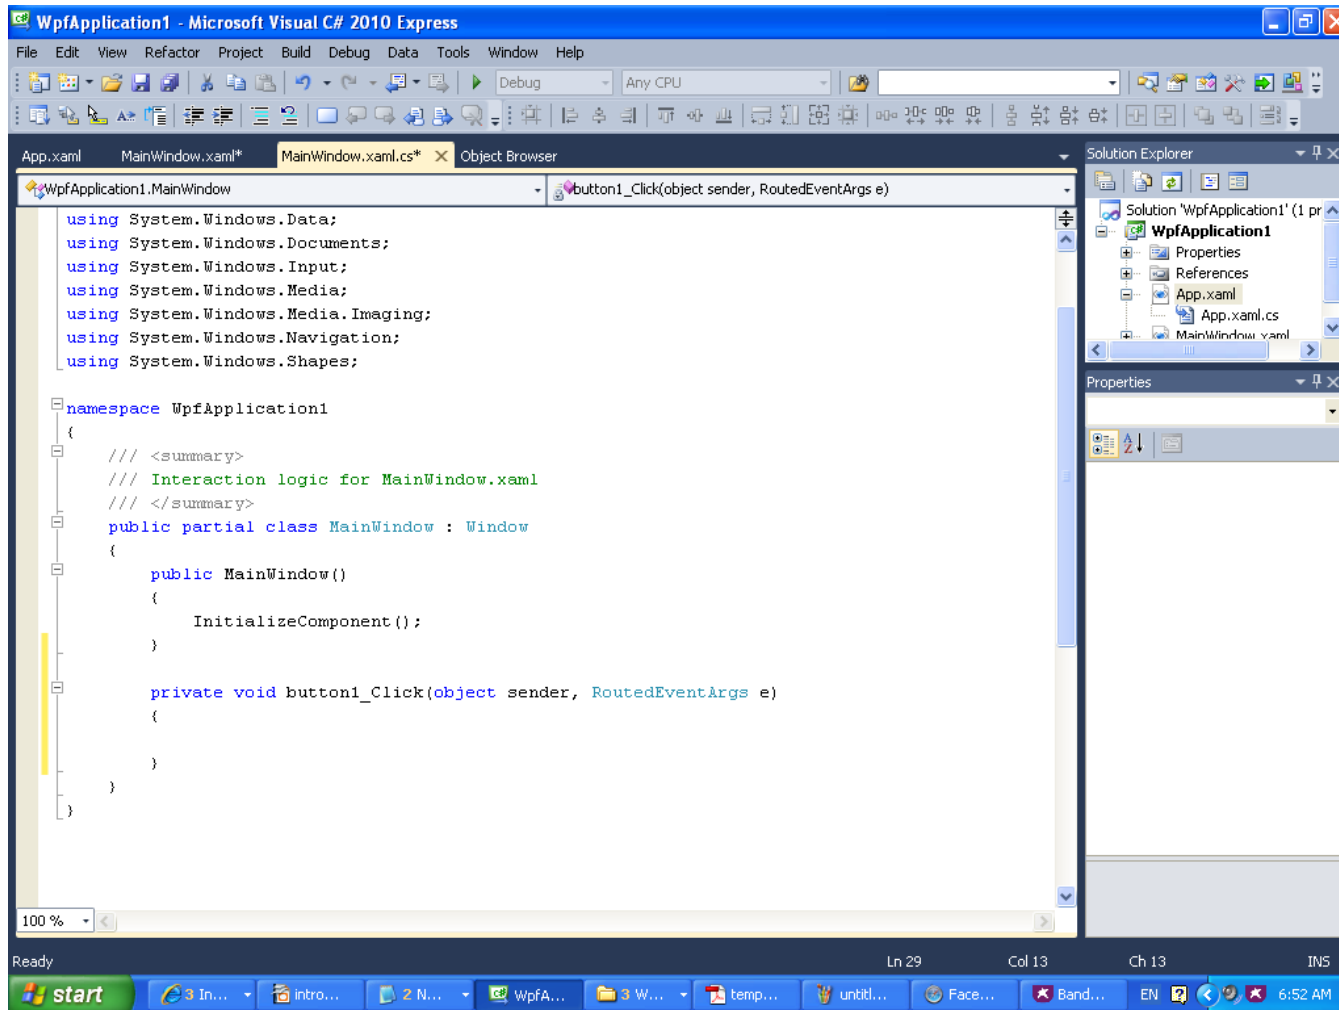 WpfApplication1 - Microsoft Visual C# 2010 Express
File Edit View Refactor Project Build Debug Data Tools Window Help
Debug Any CPU
App.xaml MainWindow.xaml* MainWindow.xaml.cs* Object Browser
WpfApplication1.MainWindow button1_Click(object sender, RoutedEventArgs e)
using System.Windows.Data;
using System.Windows.Documents;
using System.Windows.Input;
using System.Windows.Media;
using System.Windows.Media.Imaging;
using System.Windows.Navigation;
using System.Windows.Shapes;
namespace WpfApplication1
{
/// <summary>
/// Interaction logic for MainWindow.xaml
/// </summary>
public partial class MainWindow : Window
{
public MainWindow()
{
InitializeComponent();
}
private void button1_Click(object sender, RoutedEventArgs e)
{
}
}
}
100 %
Solution Explorer
Solution 'WpfApplication1' (1 pr
WpfApplication1
Properties
References
App.xaml
App.xaml.cs
MainWindow.xaml
Properties
Ready Ln 29 Col 13 Ch 13 INS
start 3 In... intro... 2 N... WpfA... 3 W... temp... untitl... Face... Band... EN 6:52 AM